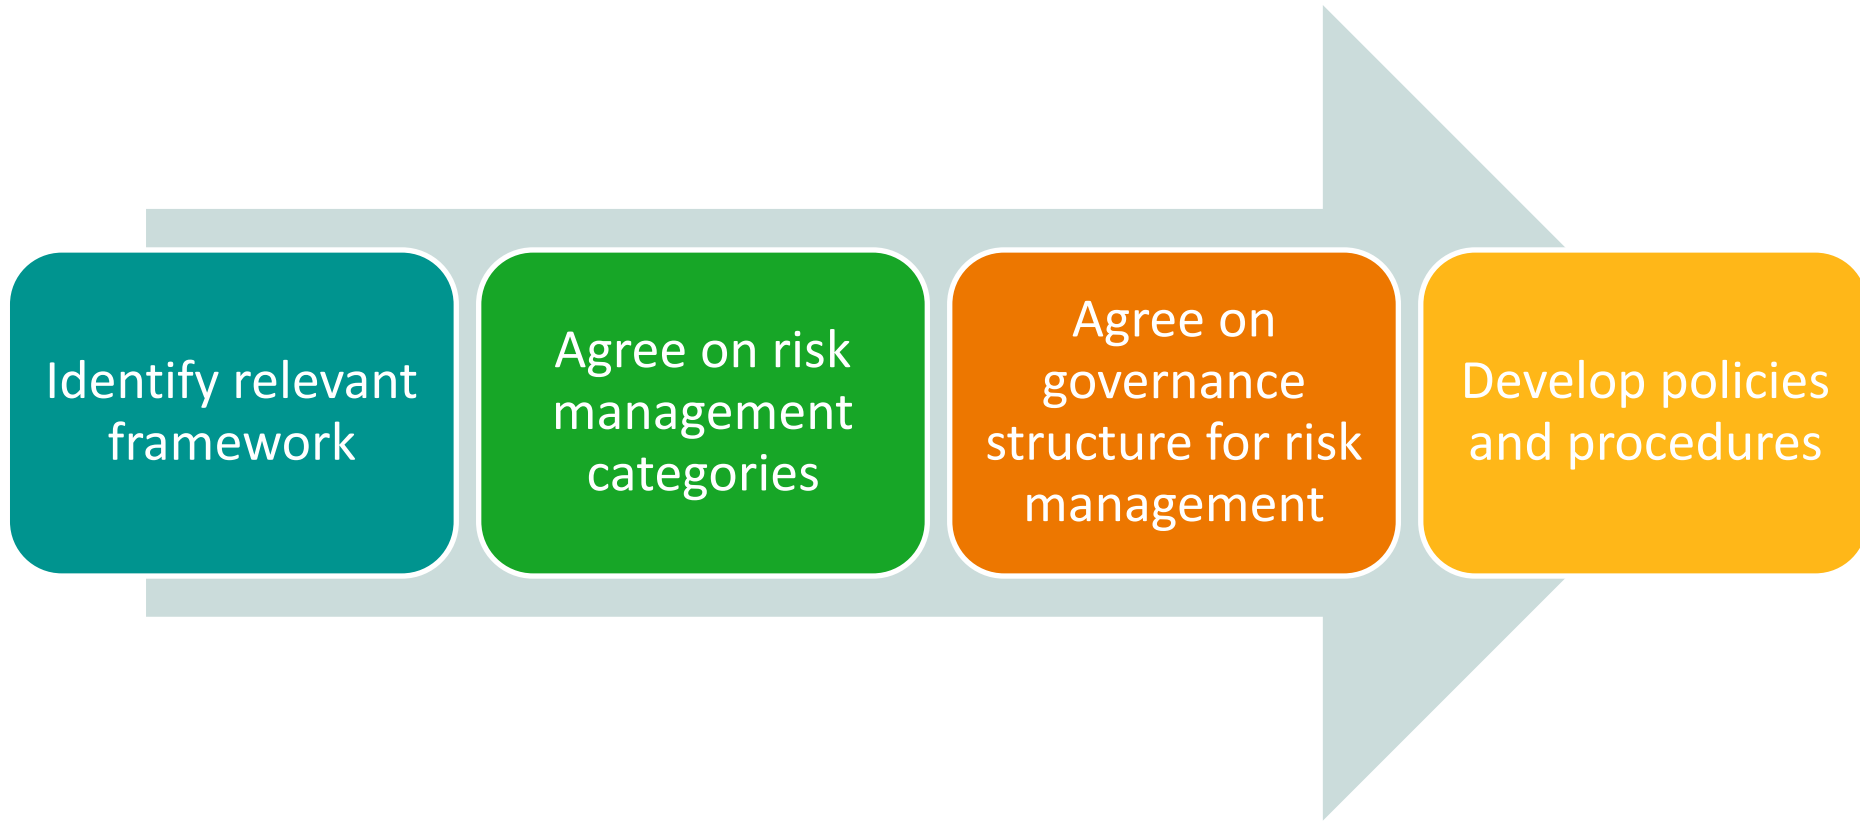 Identify relevant
framework
Agree on risk
management
categories
Agree on
governance
structure for risk
management
Develop policies
and procedures